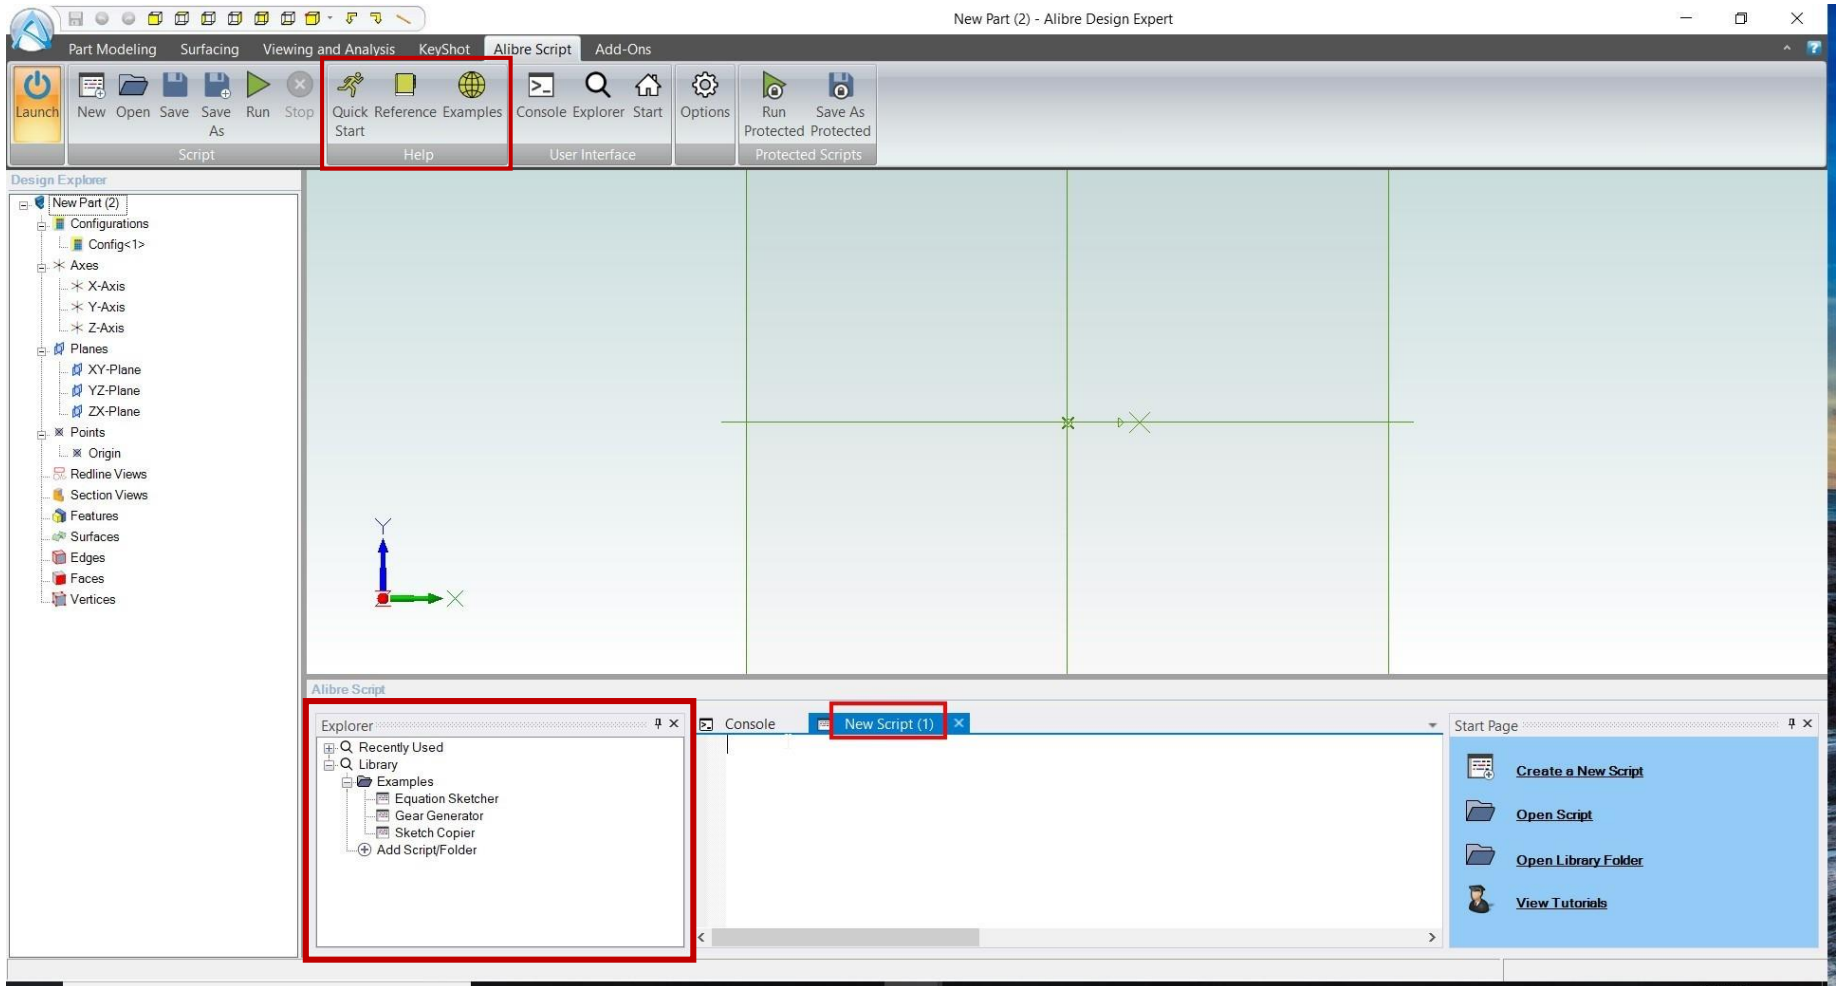 New Part (2) - Alibre Design Expert
Part Modeling Surfacing Viewing and Analysis KeyShot Alibre Script Add-Ons
Launch New Open Save Save As Run Stop Quick Start Reference Examples Console Explorer Start Options Run Protected Save As Protected
Script Help User Interface Protected Scripts
Design Explorer
New Part (2)
Configurations
Config<1>
Axes
X-Axis
Y-Axis
Z-Axis
Planes
XY-Plane
YZ-Plane
ZX-Plane
Points
Origin
Redline Views
Section Views
Features
Surfaces
Edges
Faces
Vertices
Y
X
X
Alibre Script
Explorer
Recently Used
Library
Examples
Equation Sketcher
Gear Generator
Sketch Copier
Add Script/Folder
Console New Script (1)
Start Page
Create a New Script
Open Script
Open Library Folder
View Tutorials